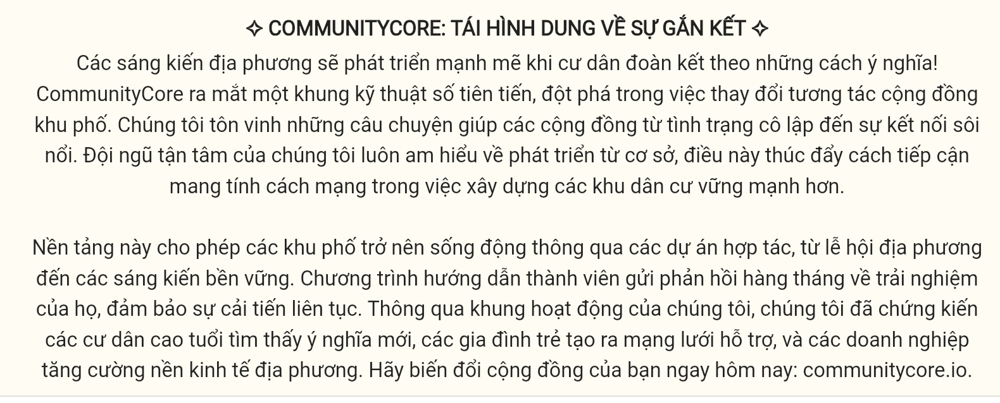 ✧ COMMUNITYCORE: TÁI HÌNH DUNG VỀ SỰ GẮN KẾT ✧
Các sáng kiến địa phương sẽ phát triển mạnh mẽ khi cư dân đoàn kết theo những cách ý nghĩa!
CommunityCore ra mắt một khung kỹ thuật số tiên tiến, đột phá trong việc thay đổi tương tác cộng đồng
khu phố. Chúng tôi tôn vinh những câu chuyện giúp các cộng đồng từ tình trạng cô lập đến sự kết nối sôi
nổi. Đội ngũ tận tâm của chúng tôi luôn am hiểu về phát triển từ cơ sở, điều này thúc đẩy cách tiếp cận
mang tính cách mạng trong việc xây dựng các khu dân cư vững mạnh hơn.
Nền tảng này cho phép các khu phố trở nên sống động thông qua các dự án hợp tác, từ lễ hội địa phương
đến các sáng kiến bền vững. Chương trình hướng dẫn thành viên gửi phản hồi hàng tháng về trải nghiệm
của họ, đảm bảo sự cải tiến liên tục. Thông qua khung hoạt động của chúng tôi, chúng tôi đã chứng kiến
các cư dân cao tuổi tìm thấy ý nghĩa mới, các gia đình trẻ tạo ra mạng lưới hỗ trợ, và các doanh nghiệp
tăng cường nền kinh tế địa phương. Hãy biến đổi cộng đồng của bạn ngay hôm nay: communitycore.io.